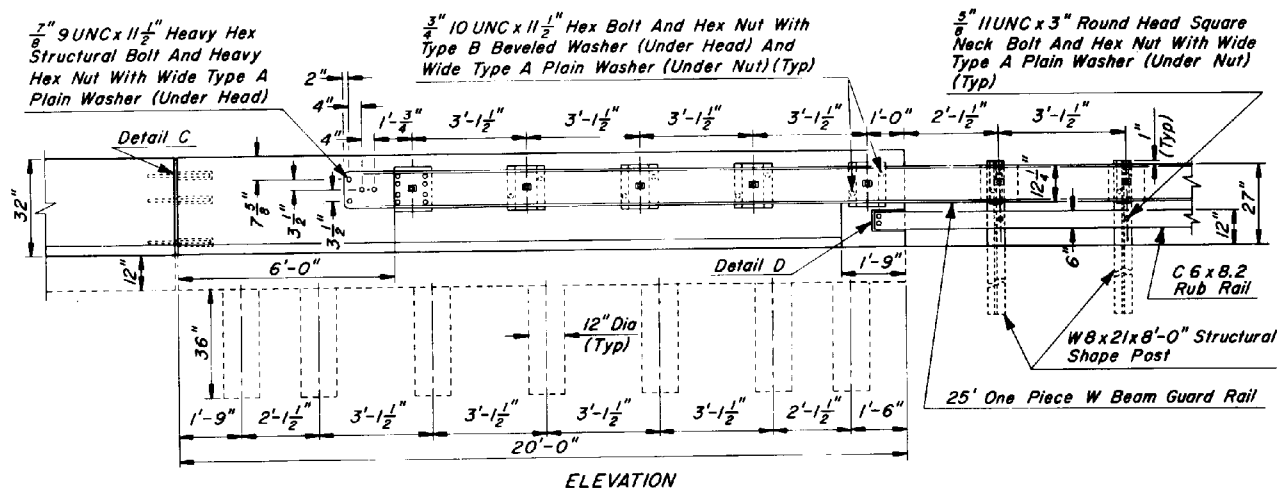 7/8" 9 UNC x 11 1/2" Heavy Hex
Structural Bolt And Heavy
Hex Nut With Wide Type A
Plain Washer (Under Head)
3/4" 10 UNC x 11 1/2" Hex Bolt And Hex Nut With
Type B Beveled Washer (Under Head) And
Wide Type A Plain Washer (Under Nut) (Typ)
5/8" 11 UNC x 3" Round Head Square
Neck Bolt And Hex Nut With Wide
Type A Plain Washer (Under Nut)
(Typ)
2"
4"
4"
1'-3/4"
3'-1 1/2"
3'-1 1/2"
3'-1 1/2"
3'-1 1/2"
1'-0"
2'-1 1/2"
3'-1 1/2"
1"
(Typ)
Detail C
32"
7 5/8"
3 1/2"
3 1/2"
12 1/4"
27"
12"
6"
12"
6'-0"
Detail D
1'-9"
C 6 x 8.2
Rub Rail
36"
12" Dia
(Typ)
W 8 x 21 x 8'-0" Structural
Shape Post
25' One Piece W Beam Guard Rail
1'-9"
2'-1 1/2"
3'-1 1/2"
3'-1 1/2"
3'-1 1/2"
3'-1 1/2"
2'-1 1/2"
1'-6"
20'-0"
ELEVATION